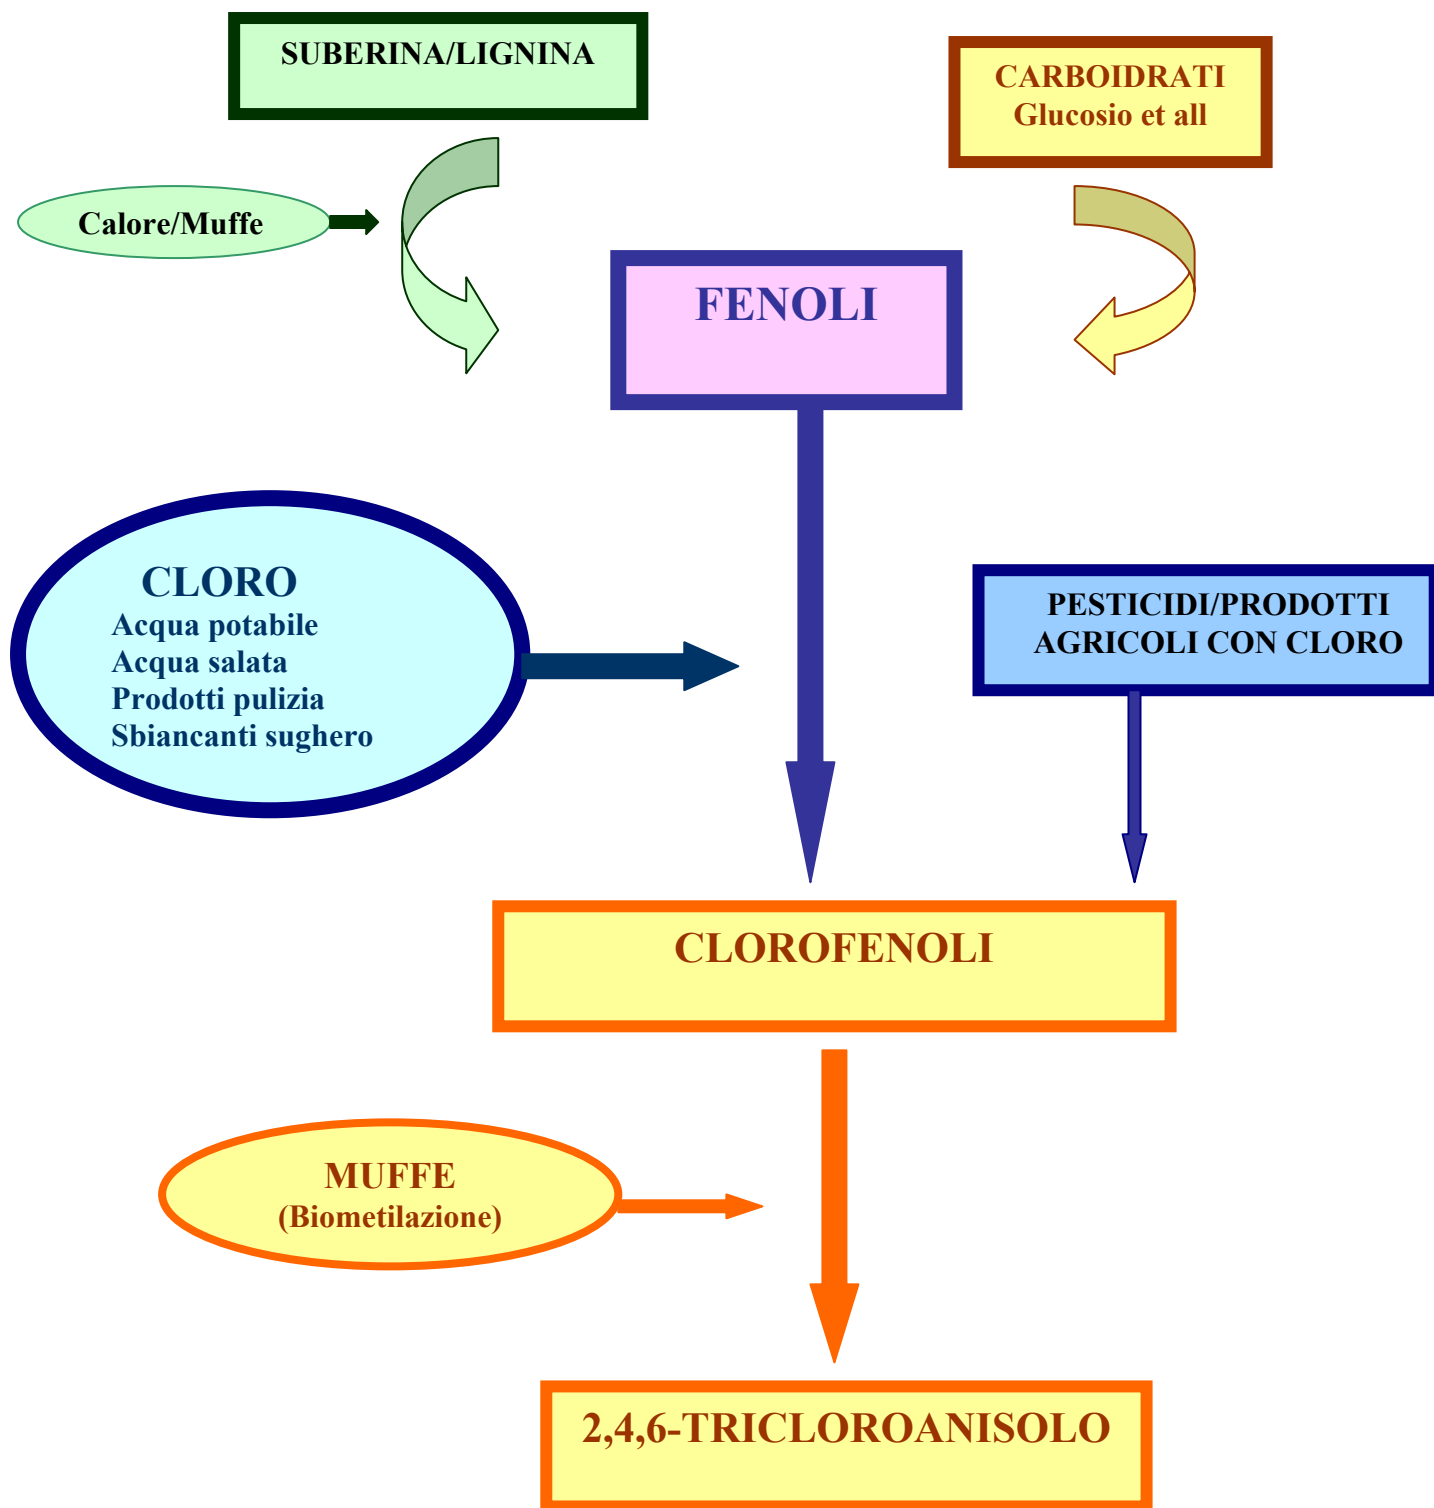 SUBERINA/LIGNINA
CARBOIDRATI
Glucosio et all
Calore/Muffe
FENOLI
CLORO
Acqua potabile
Acqua salata
Prodotti pulizia
Sbiancanti sughero
PESTICIDI/PRODOTTI
AGRICOLI CON CLORO
CLOROFENOLI
MUFFE
(Biometilazione)
2,4,6-TRICLOROANISOLO